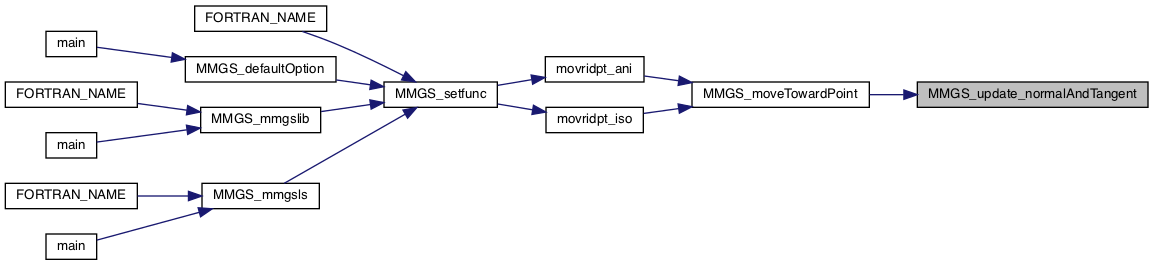 FORTRAN_NAME
main
MMGS_defaultOption
movridpt_ani
FORTRAN_NAME
MMGS_setfunc
MMGS_moveTowardPoint
MMGS_update_normalAndTangent
MMGS_mmgslib
movridpt_iso
main
FORTRAN_NAME
MMGS_mmgsls
main